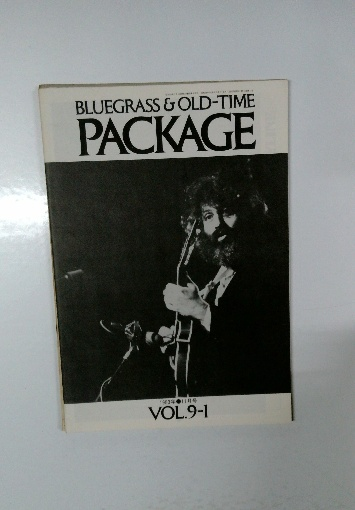 BLUEGRASS & OLD-TIME
PACKAGE
VOL.9-1